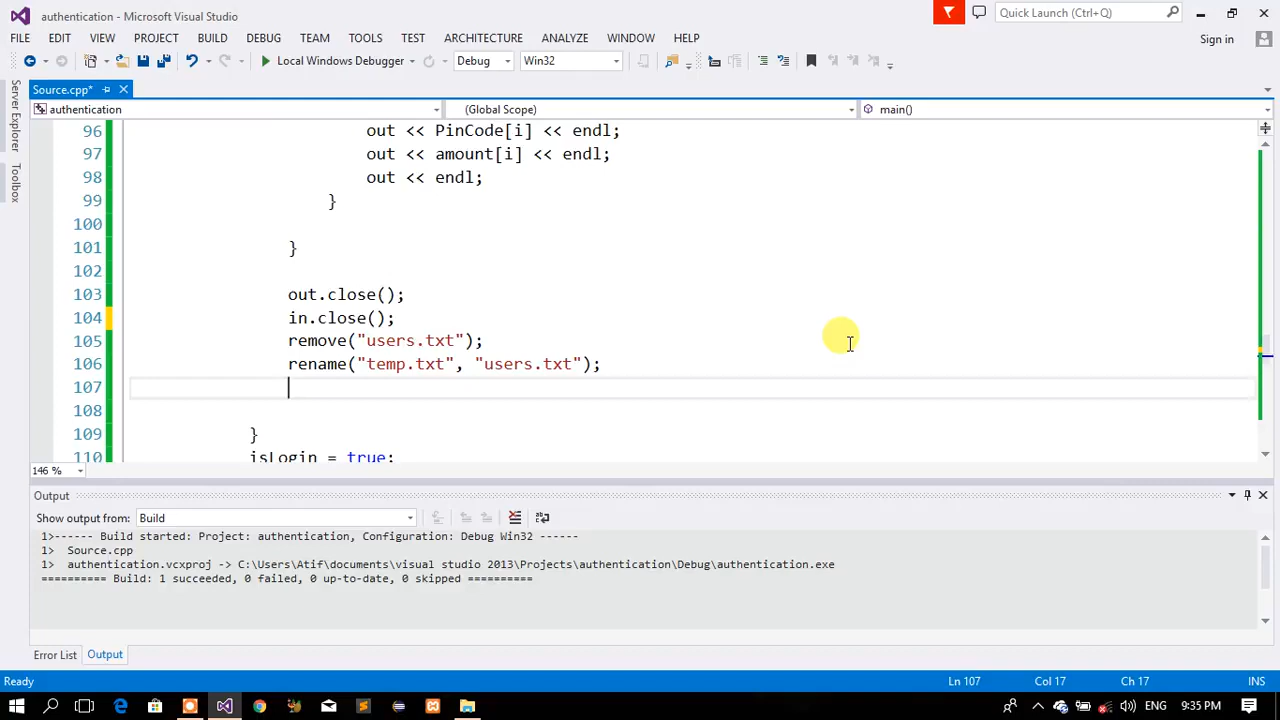 authentication - Microsoft Visual Studio
Quick Launch (Ctrl+Q)
FILE EDIT VIEW PROJECT BUILD DEBUG TEAM TOOLS TEST ARCHITECTURE ANALYZE WINDOW HELP
Sign in
Local Windows Debugger Debug Win32
Server Explorer
Toolbox
Source.cpp*
authentication (Global Scope) main()
96 out << PinCode[i] << endl;
97 out << amount[i] << endl;
98 out << endl;
99 }
100
101 }
102
103 out.close();
104 in.close();
105 remove("users.txt");
106 rename("temp.txt", "users.txt");
107
108
109 }
110 isLogin = true;
146 %
Output
Show output from: Build
1>------ Build started: Project: authentication, Configuration: Debug Win32 ------
1> Source.cpp
1> authentication.vcxproj -> C:\Users\Atif\documents\visual studio 2013\Projects\authentication\Debug\authentication.exe
========== Build: 1 succeeded, 0 failed, 0 up-to-date, 0 skipped ==========
Error List Output
Ready Ln 107 Col 17 Ch 17 INS
9:35 PM